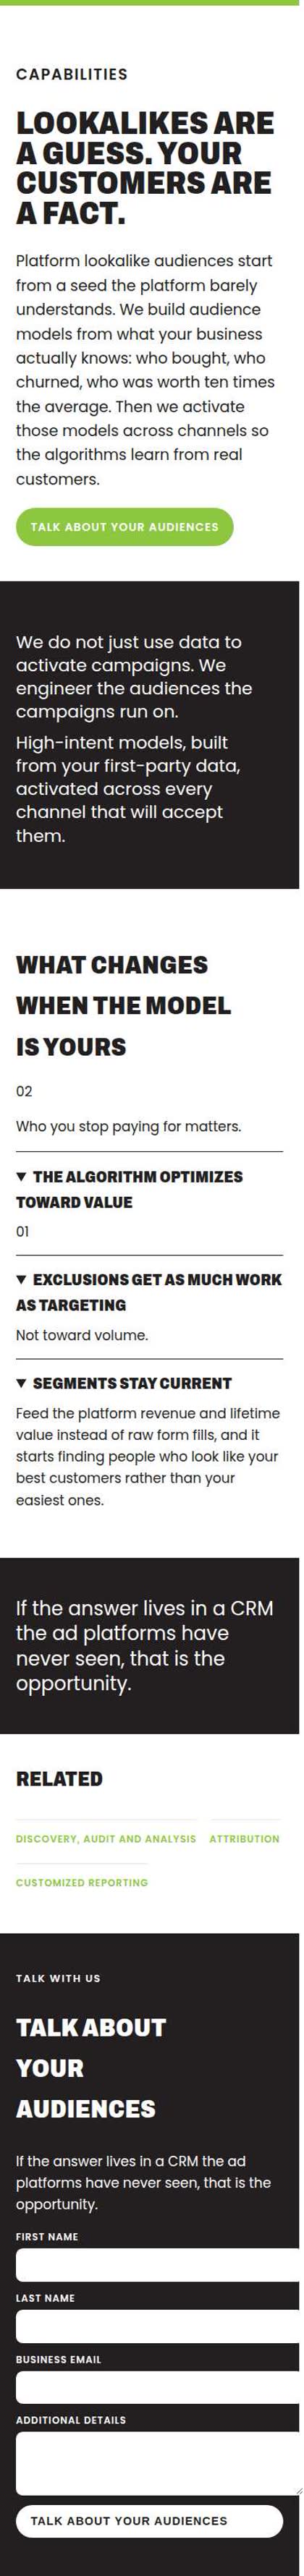 CAPABILITIES
LOOKALIKES ARE
A GUESS. YOUR
CUSTOMERS ARE
A FACT.
Platform lookalike audiences start
from a seed the platform barely
understands. We build audience
models from what your business
actually knows: who bought, who
churned, who was worth ten times
the average. Then we activate
those models across channels so
the algorithms learn from real
customers.
TALK ABOUT YOUR AUDIENCES
We do not just use data to
activate campaigns. We
engineer the audiences the
campaigns run on.
High-intent models, built
from your first-party data,
activated across every
channel that will accept
them.
WHAT CHANGES
WHEN THE MODEL
IS YOURS
02
Who you stop paying for matters.
▼ THE ALGORITHM OPTIMIZES
TOWARD VALUE
01
▼ EXCLUSIONS GET AS MUCH WORK
AS TARGETING
Not toward volume.
▼ SEGMENTS STAY CURRENT
Feed the platform revenue and lifetime
value instead of raw form fills, and it
starts finding people who look like your
best customers rather than your
easiest ones.
If the answer lives in a CRM
the ad platforms have
never seen, that is the
opportunity.
RELATED
DISCOVERY, AUDIT AND ANALYSIS ATTRIBUTION
CUSTOMIZED REPORTING
TALK WITH US
TALK ABOUT
YOUR
AUDIENCES
If the answer lives in a CRM the ad
platforms have never seen, that is the
opportunity.
FIRST NAME
LAST NAME
BUSINESS EMAIL
ADDITIONAL DETAILS
TALK ABOUT YOUR AUDIENCES